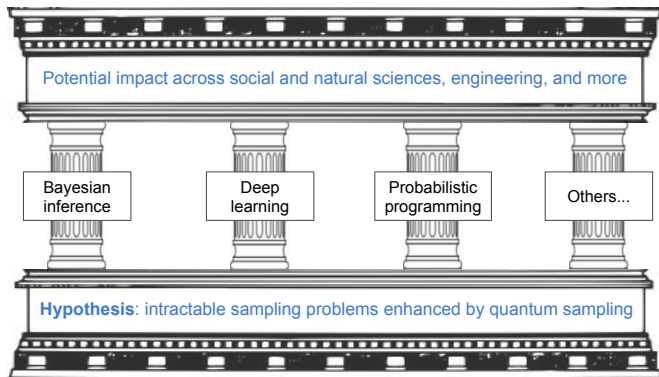 Potential impact across social and natural sciences, engineering, and more
Bayesian
inference
Deep
learning
Probabilistic
programming
Others...
Hypothesis: intractable sampling problems enhanced by quantum sampling